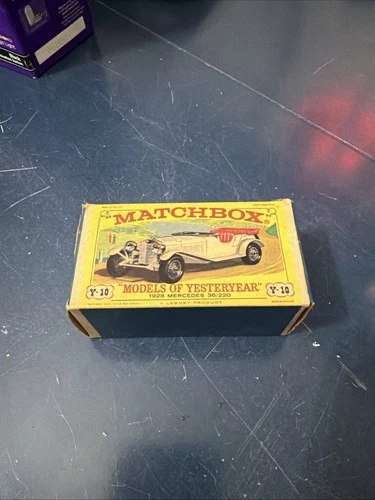 MATCHBOX®
Y-10 "MODELS OF YESTERYEAR" Y-10
1928 MERCEDES 36/220
A LESNEY PRODUCT